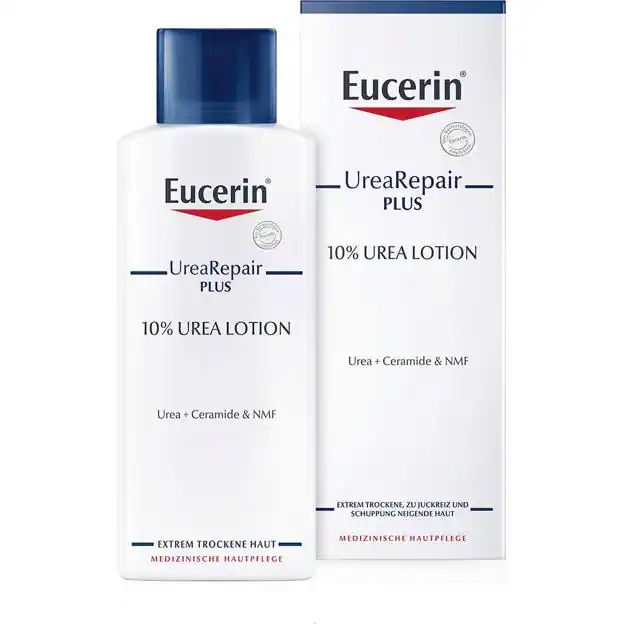 Eucerin®
UreaRepair
PLUS
10% UREA LOTION
Urea + Ceramide & NMF
EXTREM TROCKENE HAUT
MEDIZINISCHE HAUTPFLEGE
Eucerin®
UreaRepair
PLUS
10% UREA LOTION
Urea + Ceramide & NMF
EXTREM TROCKENE, ZU JUCKREIZ UND
SCHUPPUNG NEIGENDE HAUT
MEDIZINISCHE HAUTPFLEGE